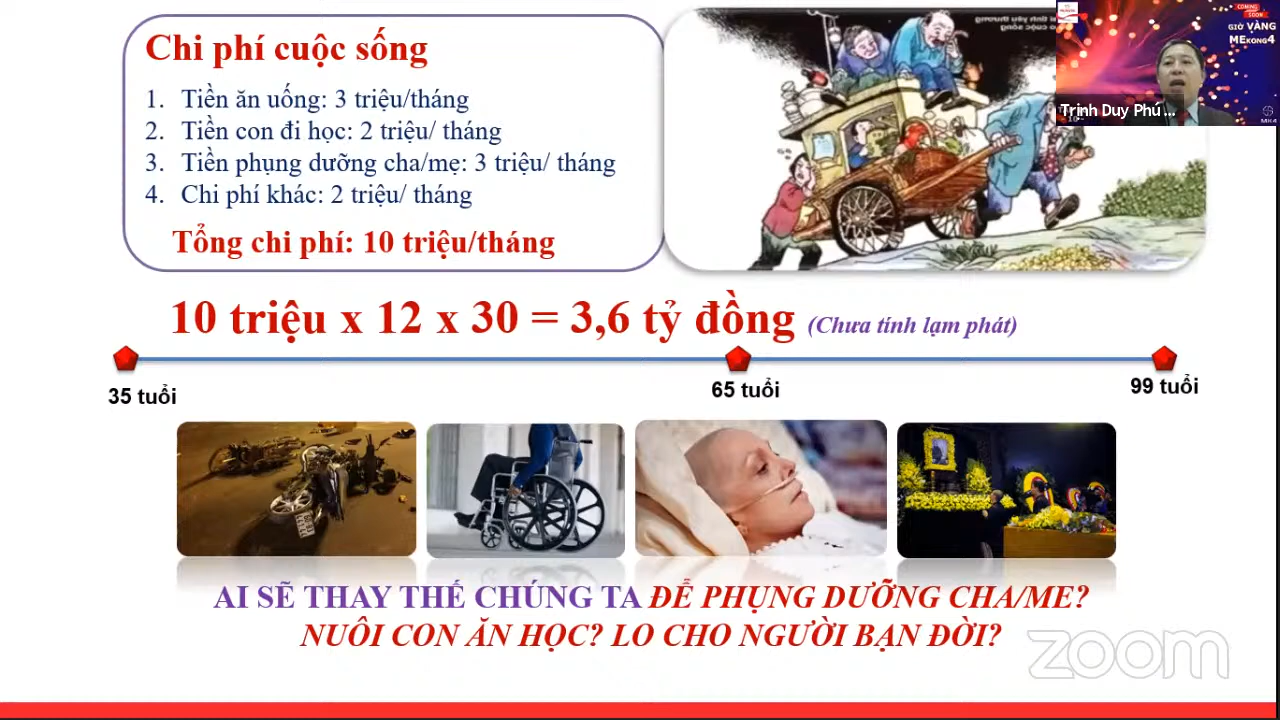 Chi phí cuộc sống
1. Tiền ăn uống: 3 triệu/tháng
2. Tiền con đi học: 2 triệu/ tháng
3. Tiền phụng dưỡng cha/mẹ: 3 triệu/ tháng
4. Chi phí khác: 2 triệu/ tháng
Tổng chi phí: 10 triệu/tháng
COMING
SOON
GIỜ VÀNG
MEKONG4
Trinh Duy Phú ...
MK4
10 triệu x 12 x 30 = 3,6 tỷ đồng (Chưa tính lạm phát)
35 tuổi
65 tuổi
99 tuổi
AI SẼ THAY THẾ CHÚNG TA ĐỂ PHỤNG DƯỠNG CHA/MẸ?
NUÔI CON ĂN HỌC? LO CHO NGƯỜI BẠN ĐỜI?
zoom